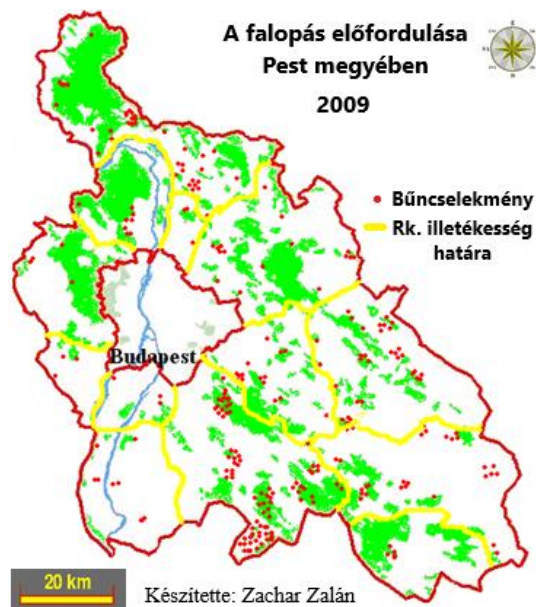 A falopás előfordulása
Pest megyében
2009
Bűncselekmény
Rk. illetékesség
határa
Budapest
20 km
Készítette: Zachar Zalán